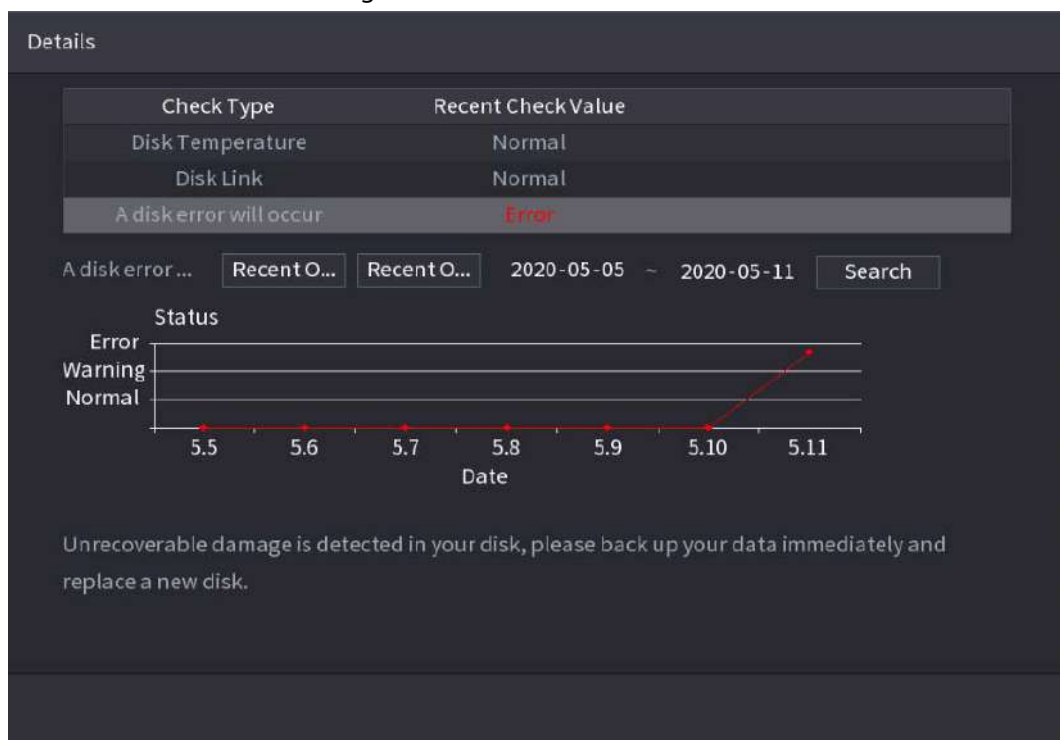 Details
Check Type Recent Check Value
Disk Temperature Normal
Disk Link Normal
A disk error will occur Error
A disk error ... Recent O... Recent O... 2020-05-05 ~ 2020-05-11 Search
Status
Error
Warning
Normal
5.5 5.6 5.7 5.8 5.9 5.10 5.11
Date
Unrecoverable damage is detected in your disk, please back up your data immediately and
replace a new disk.